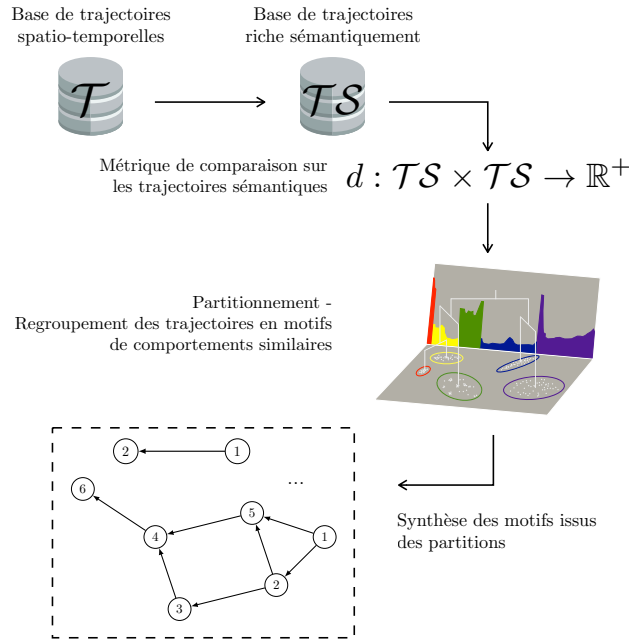 Base de trajectoires
spatio-temporelles
Base de trajectoires
riche sémantiquement
𝒯
𝒯𝒮
Métrique de comparaison sur
les trajectoires sémantiques
d : 𝒯𝒮 × 𝒯𝒮 → ℝ⁺
Partitionnement -
Regroupement des trajectoires en motifs
de comportements similaires
2
1
...
6
5
4
1
2
3
Synthèse des motifs issus
des partitions